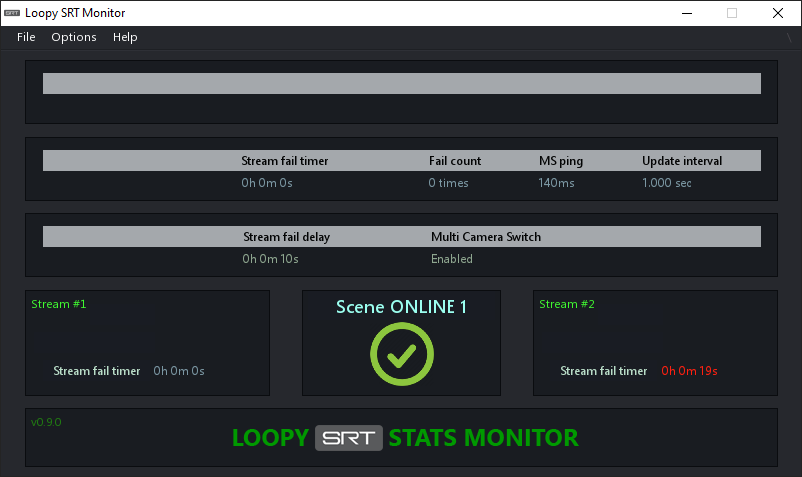 SRT Loopy SRT Monitor
File Options Help
Stream fail timer Fail count MS ping Update interval
0h 0m 0s 0 times 140ms 1.000 sec
Stream fail delay Multi Camera Switch
0h 0m 10s Enabled
Stream #1
Stream fail timer 0h 0m 0s
Scene ONLINE 1
Stream #2
Stream fail timer 0h 0m 19s
v0.9.0
LOOPY SRT STATS MONITOR